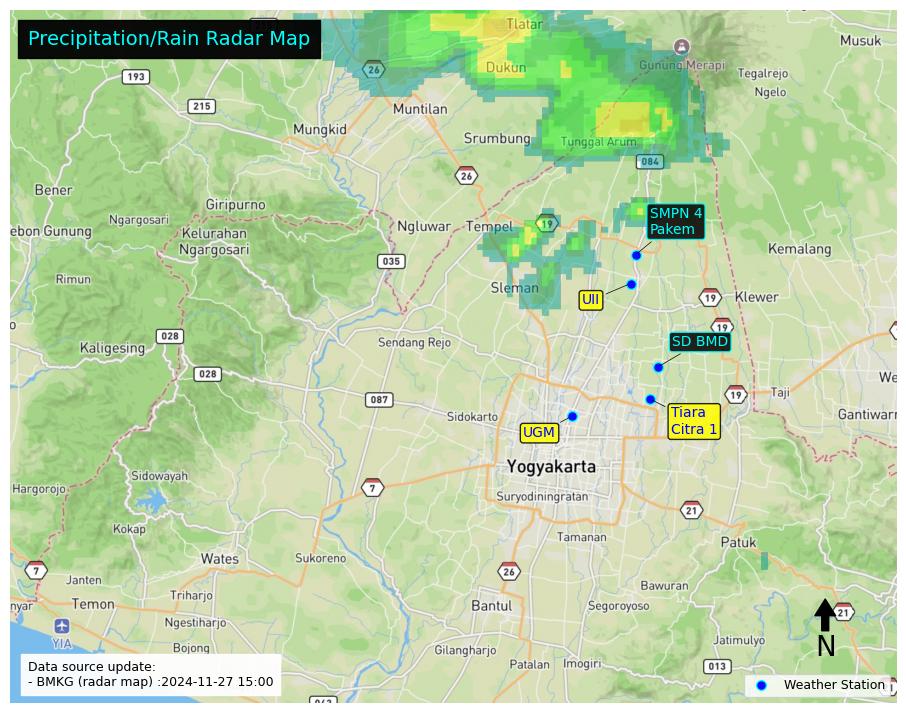 Precipitation/Rain Radar Map
Tlatar
Musuk
26
Dukun
Gunung Merapi
Tegalrejo
193
Ngelo
215
Muntilan
Mungkid
Srumbung
Tunggal Arum
084
26
Bener
Giripurno
SMPN 4
Pakem
Ngargosari
ebon Gunung
Kelurahan
Ngargosari
Ngluwar
Tempel
19
Kemalang
035
Rimun
Sleman
UII
19
Klewer
19
028
Kaligesing
Sendang Rejo
SD BMD
028
We
087
19
Taji
Sidokarto
Tiara
Citra 1
Gantiwarn
UGM
Yogyakarta
Sidowayah
Hargorojo
7
Suryodiningratan
21
Kokap
Tamanan
Patuk
Wates
Sukoreno
7
26
Janten
Bawuran
Triharjo
nyar
Temon
Bantul
Segoroyoso
21
Ngestiharjo
YIA
N
Bojong
Jatimulyo
Gilangharjo
Patalan
Imogiri
013
Data source update:
- BMKG (radar map) :2024-11-27 15:00
Weather Station